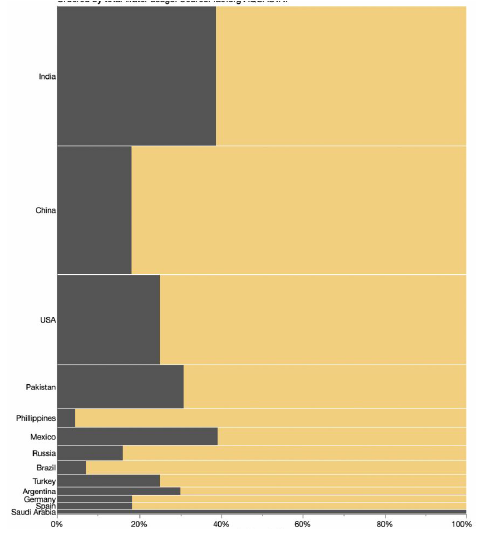 India
China
USA
Pakistan
Phillippines
Mexico
Russia
Brazil
Turkey
Argentina
Germany
Spain
Saudi Arabia
0% 20% 40% 60% 80% 100%